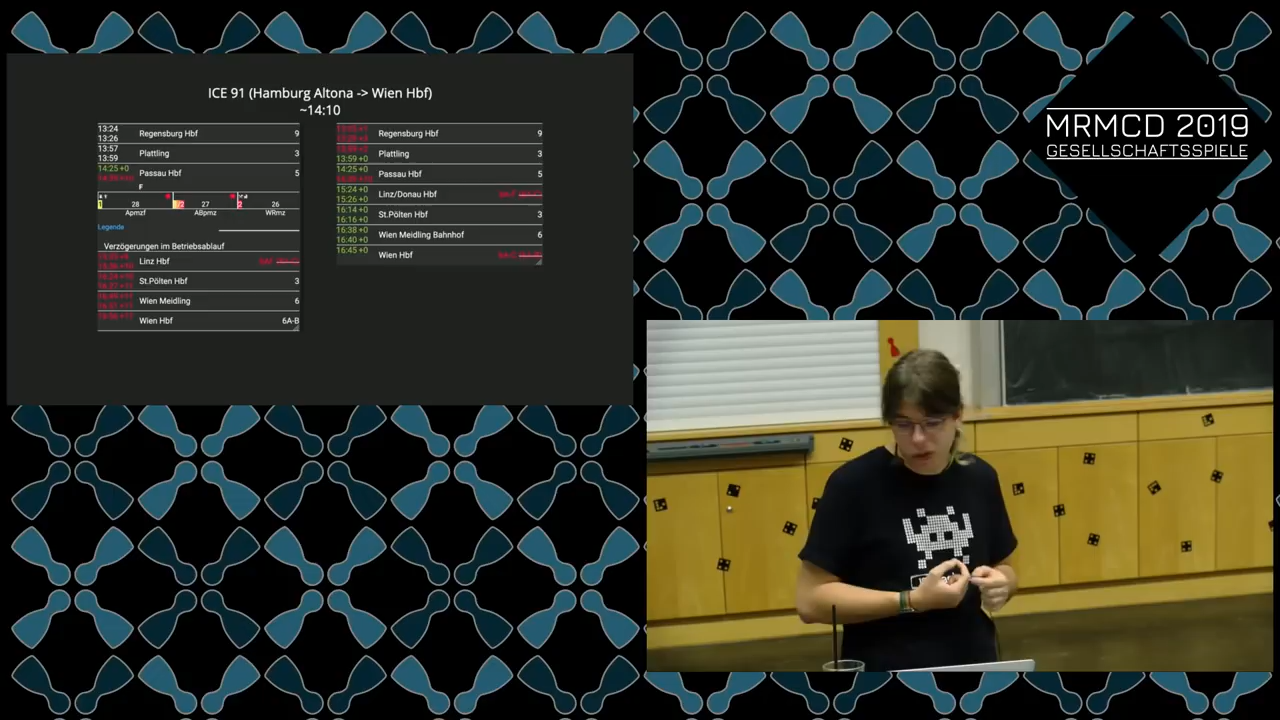 ICE 91 (Hamburg Altona -> Wien Hbf)
~14:10
13:24
13:26
Regensburg Hbf
9
13:57
13:59
Plattling
3
14:25 +0
Passau Hbf
5
F
28
27
26
Apmzf
ABpmz
WRmz
Legende
Verzögerungen im Betriebsablauf
Linz Hbf
St.Pölten Hbf
3
Wien Meidling
6
Wien Hbf
6A-B
Regensburg Hbf
9
13:59 +0
Plattling
3
14:25 +0
Passau Hbf
5
15:24 +0
15:26 +0
Linz/Donau Hbf
16:14 +0
16:16 +0
St.Pölten Hbf
3
16:38 +0
16:40 +0
Wien Meidling Bahnhof
6
16:45 +0
Wien Hbf
MRMCD 2019
GESELLSCHAFTSSPIELE